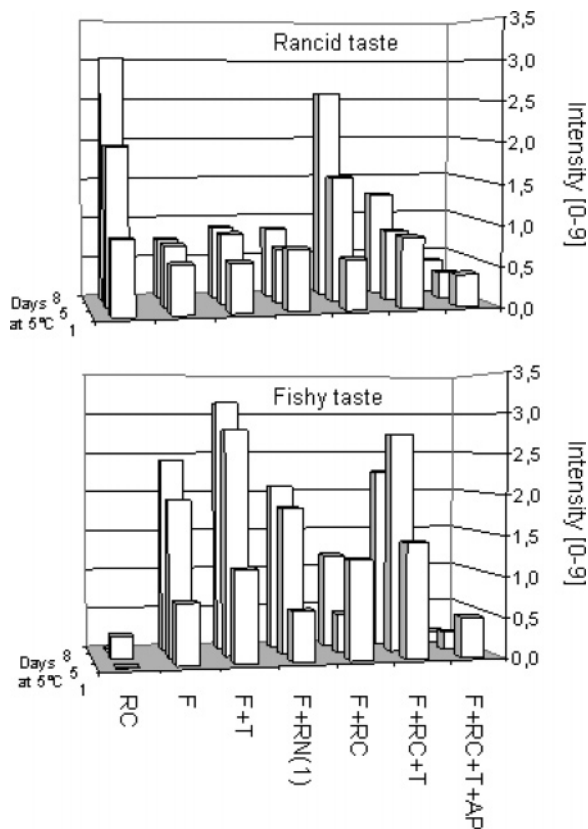 Rancid taste
3,5
3,0
2,5
2,0
1,5
1,0
0,5
0,0
Intensity [0-9]
Days 8
at 5ºC 5
1
Fishy taste
3,5
3,0
2,5
2,0
1,5
1,0
0,5
0,0
Intensity [0-9]
Days 8
at 5ºC 5
1
RC
F
F+T
F+RN(1)
F+RC
F+RC+T
F+RC+T+AP